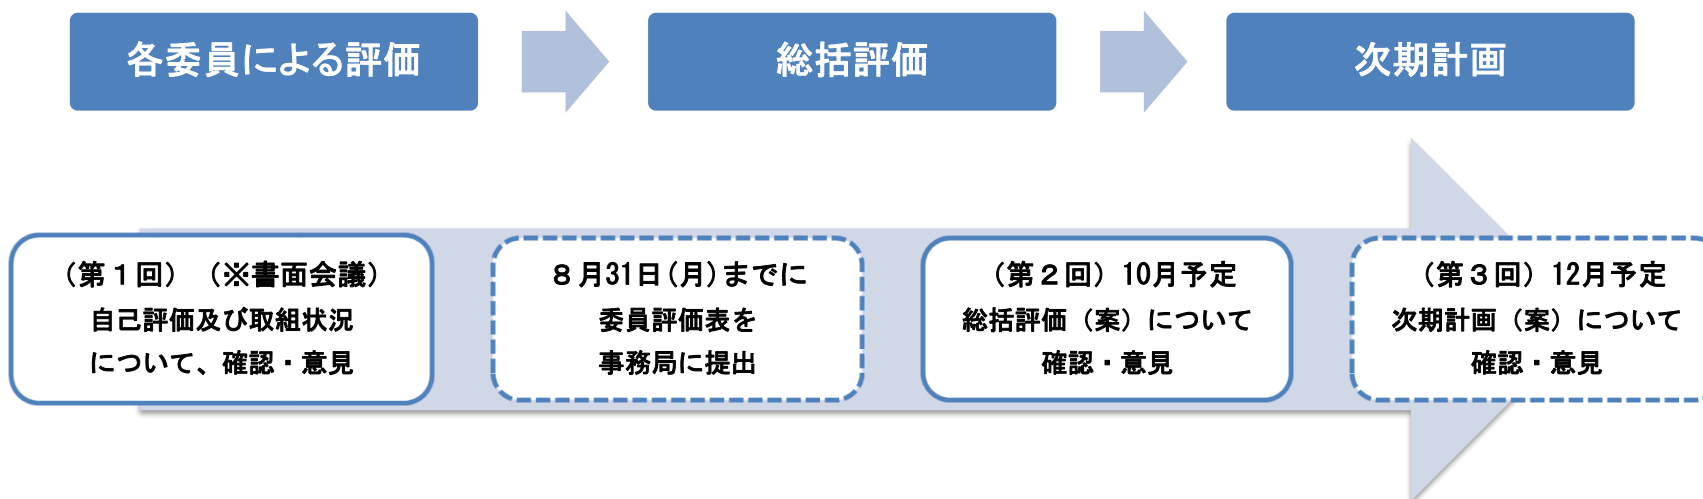 各委員による評価
総括評価
次期計画
（第１回）（※書面会議）
自己評価及び取組状況
について、確認・意見
８月31日(月)までに
委員評価表を
事務局に提出
（第２回）10月予定
総括評価（案）について
確認・意見
（第３回）12月予定
次期計画（案）について
確認・意見